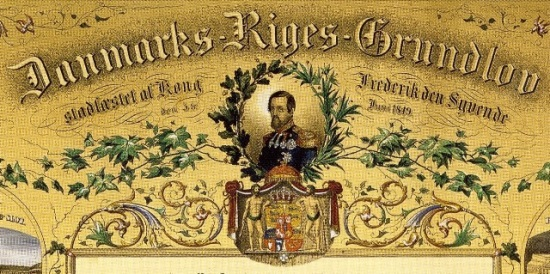 Danmarks-Riges-Grundlov
stadfæstet af Kong Frederik den Syvende
den 5te Juni 1849